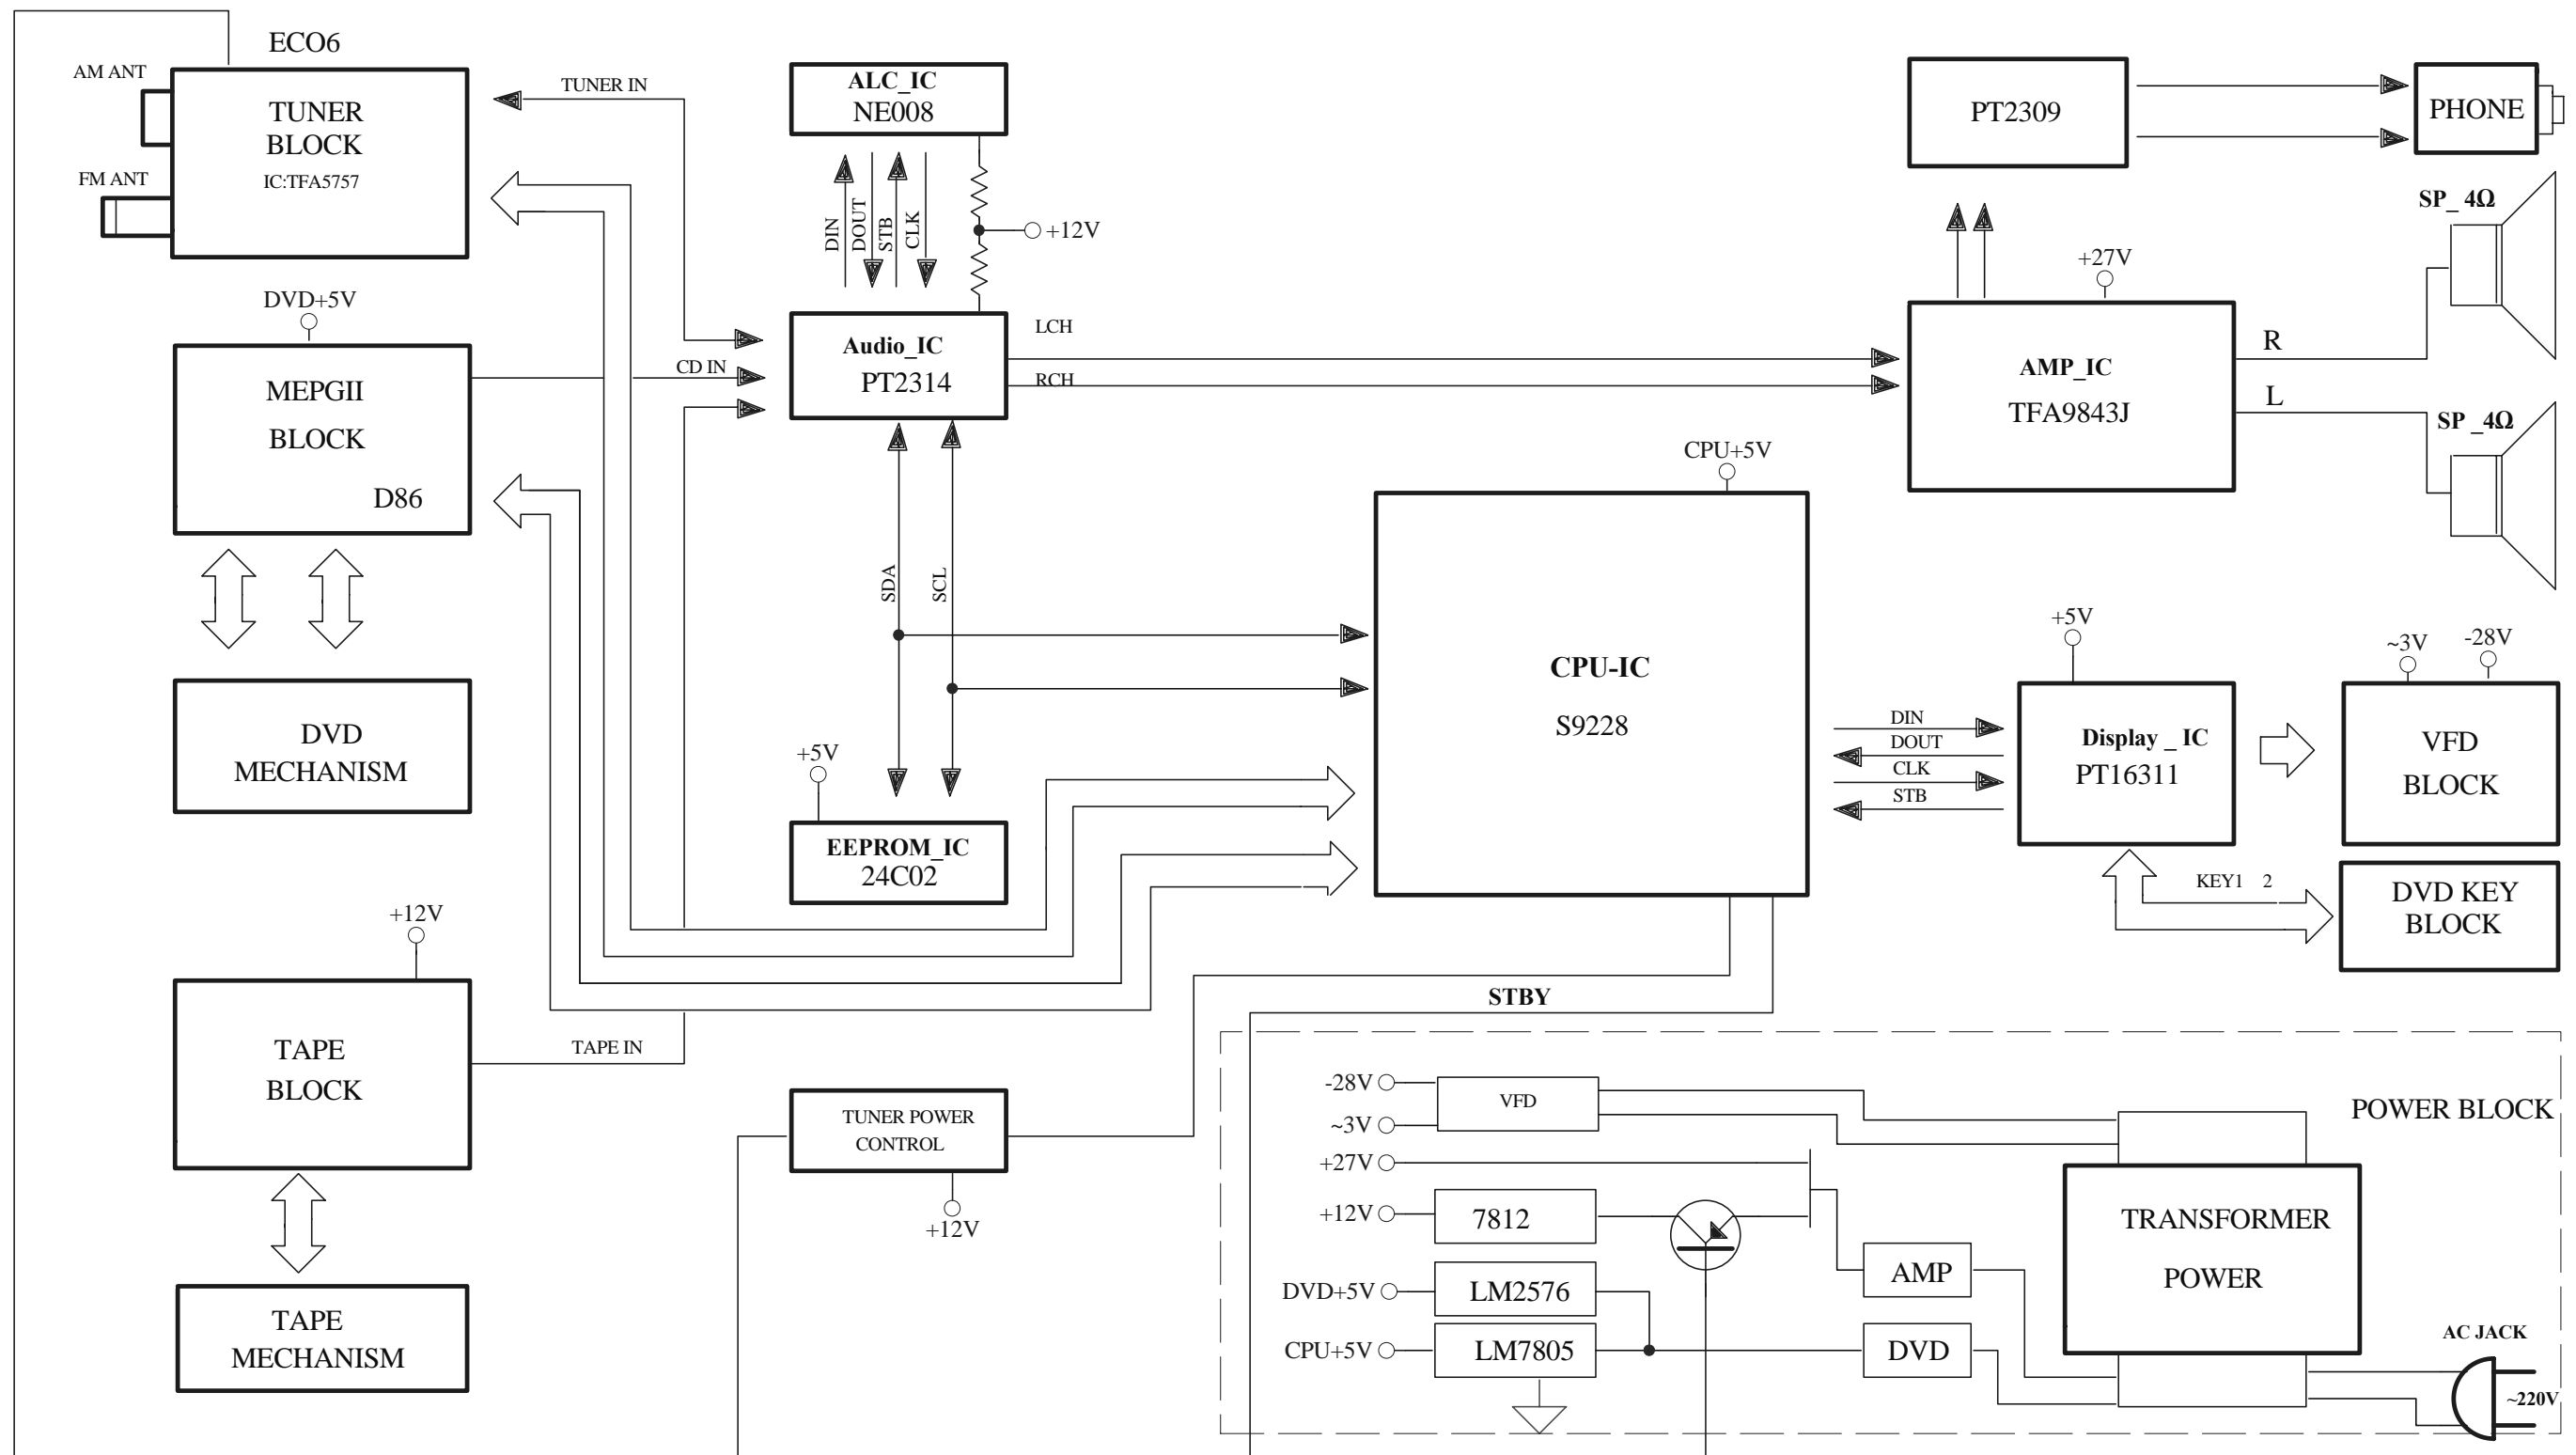 ECO6
AM ANT
TUNER
BLOCK
IC:TFA5757
FM ANT
TUNER IN
ALC_IC
NE008
DIN
DOUT
STB
CLK
+12V
PT2309
PHONE
SP_ 4Ω
+27V
DVD+5V
MEPGII
BLOCK
D86
CD IN
Audio_IC
PT2314
LCH
RCH
AMP_IC
TFA9843J
R
L
SP _4Ω
CPU+5V
SDA
SCL
CPU-IC
S9228
DVD
MECHANISM
+5V
EEPROM_IC
24C02
DIN
DOUT
CLK
STB
+5V
Display _ IC
PT16311
~3V
-28V
VFD
BLOCK
KEY1 2
DVD KEY
BLOCK
+12V
TAPE
BLOCK
TAPE IN
STBY
TUNER POWER
CONTROL
+12V
TAPE
MECHANISM
POWER BLOCK
-28V
~3V
VFD
+27V
+12V
7812
DVD+5V
LM2576
CPU+5V
LM7805
AMP
DVD
TRANSFORMER
POWER
AC JACK
~220V